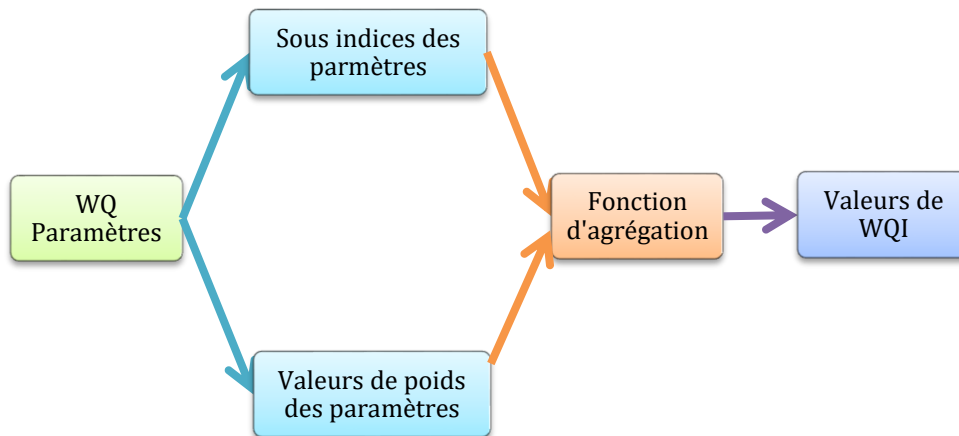 Sous indices des
parmètres
WQ
Paramètres
Fonction
d'agrégation
Valeurs de
WQI
Valeurs de poids
des paramètres